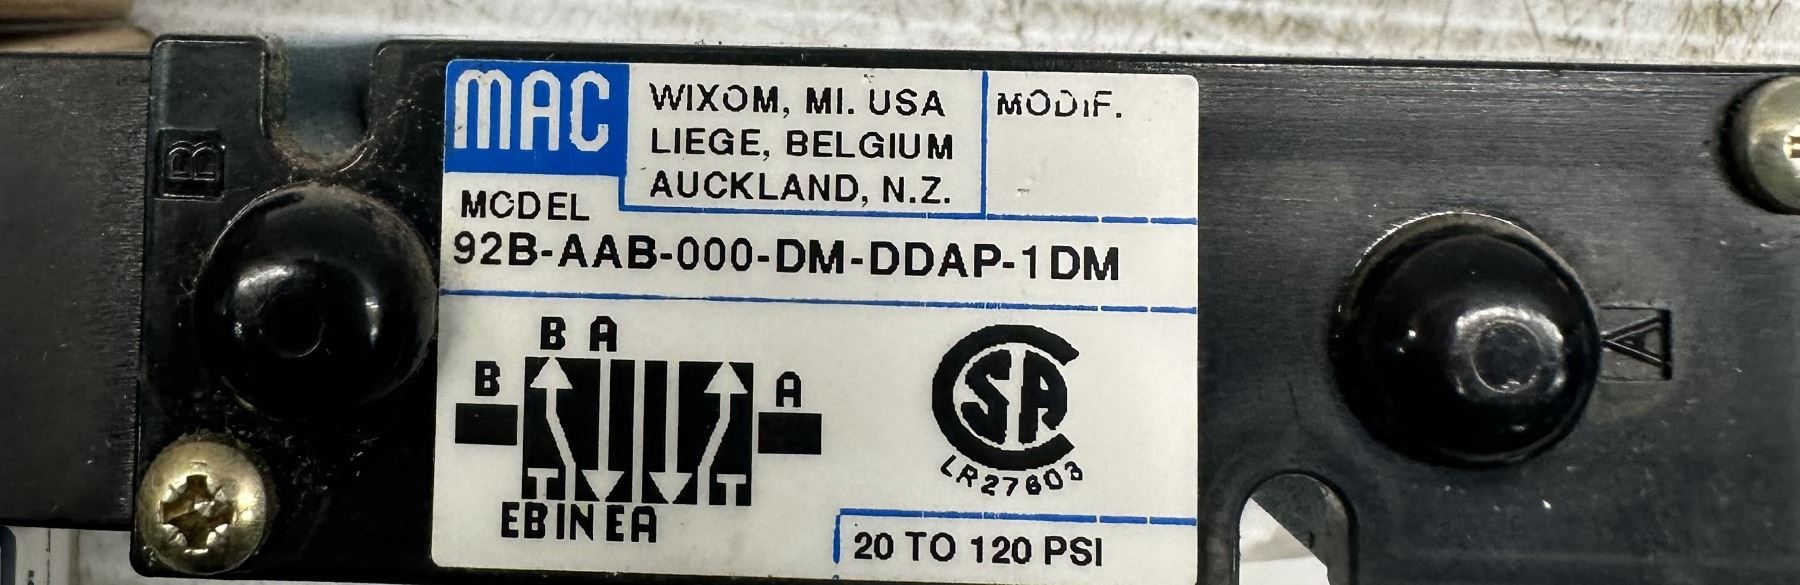 MAC
WIXOM, MI. USA
LIEGE, BELGIUM
AUCKLAND, N.Z.
MODIF.
MODEL
92B-AAB-000-DM-DDAP-1DM
B A
B
A
EB IN EA
CSA
LR27603
20 TO 120 PSI
B
A